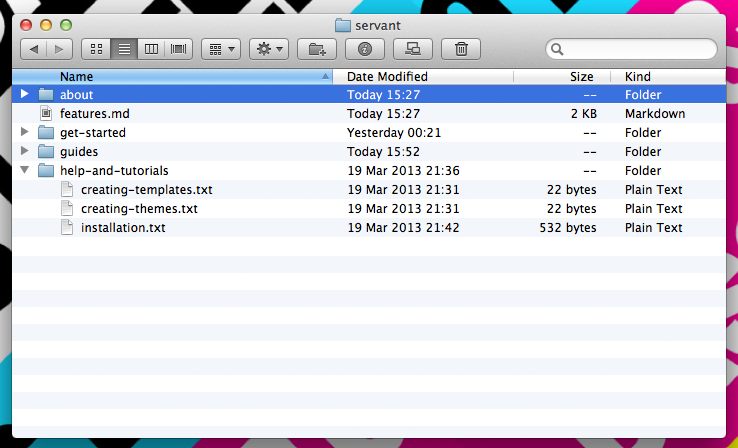 servant
Name Date Modified Size Kind
about Today 15:27 -- Folder
features.md Today 15:27 2 KB Markdown
get-started Yesterday 00:21 -- Folder
guides Today 15:52 -- Folder
help-and-tutorials 19 Mar 2013 21:36 -- Folder
creating-templates.txt 19 Mar 2013 21:31 22 bytes Plain Text
creating-themes.txt 19 Mar 2013 21:31 22 bytes Plain Text
installation.txt 19 Mar 2013 21:42 532 bytes Plain Text